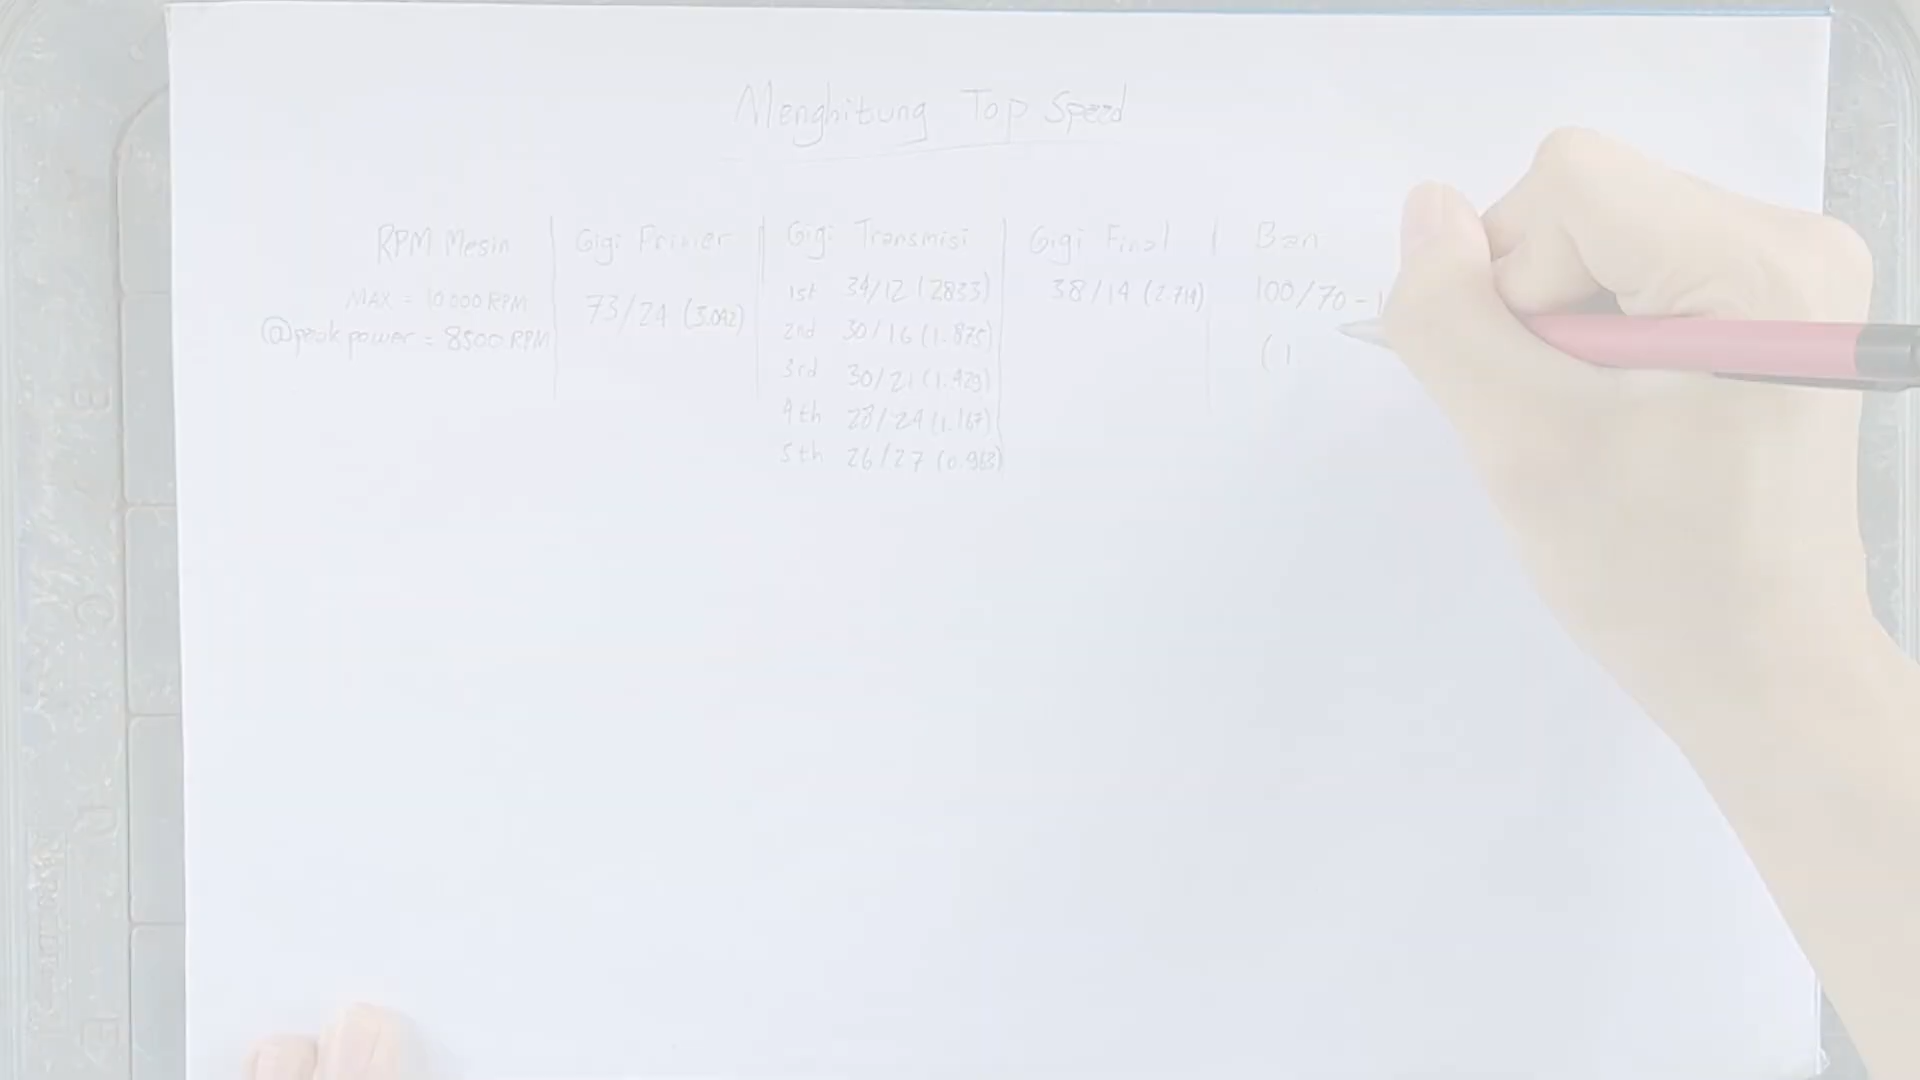 Menghitung Top Speed
RPM Mesin
MAX = 10.000 RPM
@peak power = 8500 RPM
Gigi Primer
73/24 (3.042)
Gigi Transmisi
1st 34/12 (2.833)
2nd 30/16 (1.875)
3rd 30/21 (1.429)
4th 28/24 (1.167)
5th 26/27 (0.963)
Gigi Final
38/14 (2.714)
Ban
100/70 - 1
( 1
B
C
D
E